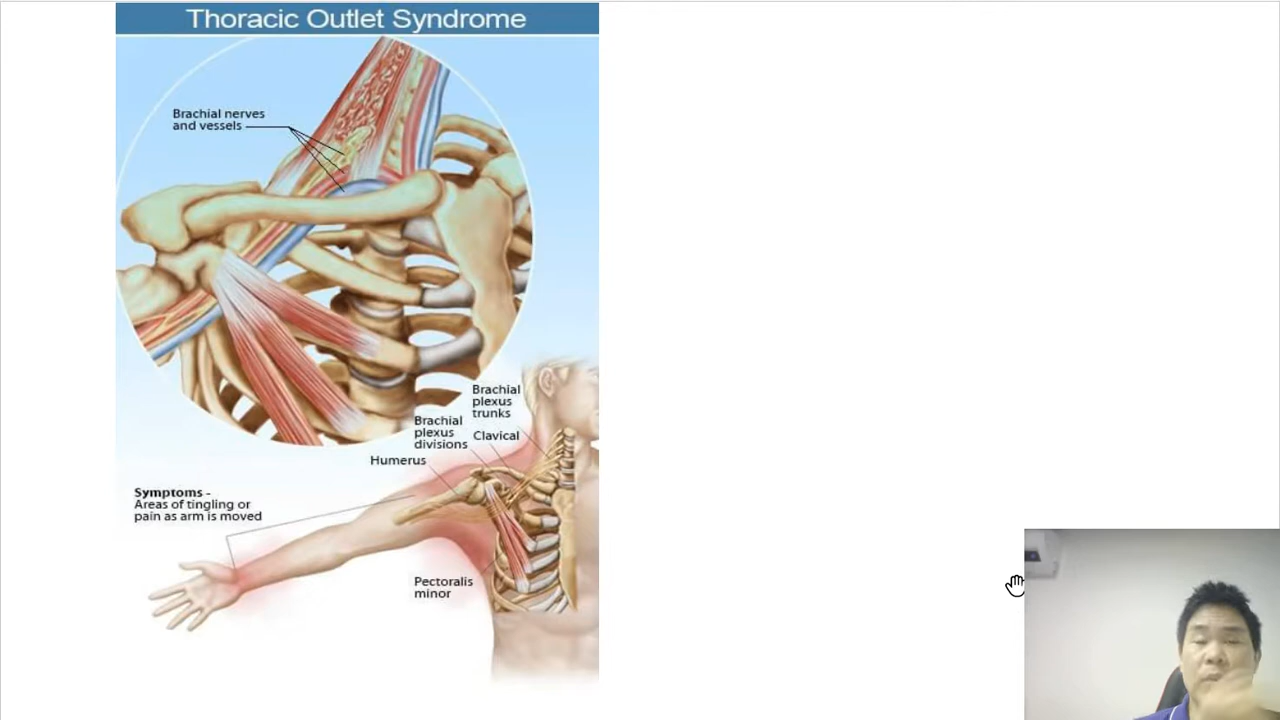 Thoracic Outlet Syndrome
Brachial nerves
and vessels
Brachial
plexus
trunks
Brachial
plexus
divisions
Clavical
Humerus
Symptoms -
Areas of tingling or
pain as arm is moved
Pectoralis
minor